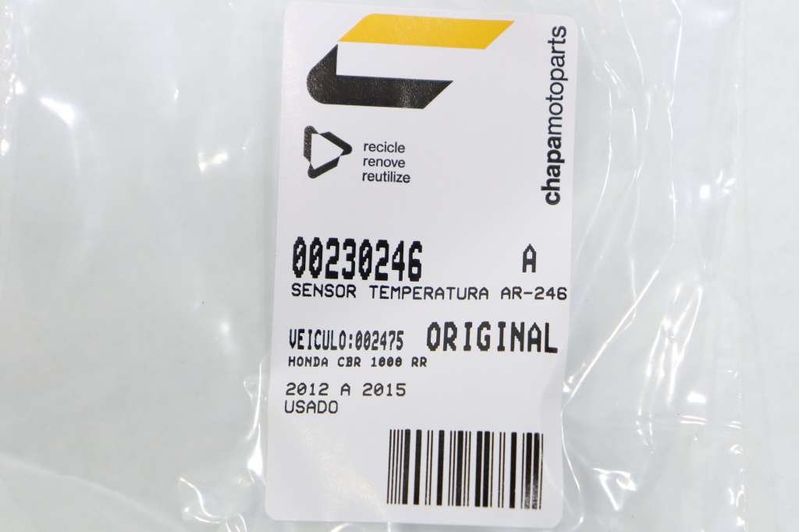 chapamotoparts
recicle
renove
reutilize
00230246 A
SENSOR TEMPERATURA AR-246
VEICULO:002475 ORIGINAL
HONDA CBR 1000 RR
2012 A 2015
USADO